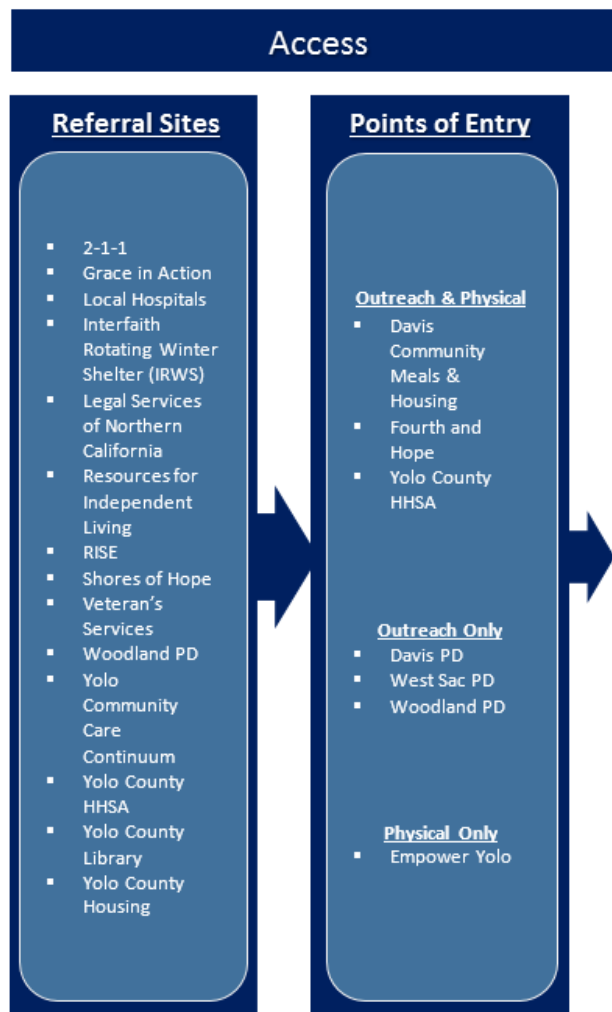 Access
Referral Sites
▪ 2-1-1
▪ Grace in Action
▪ Local Hospitals
▪ Interfaith
Rotating Winter
Shelter (IRWS)
▪ Legal Services
of Northern
California
▪ Resources for
Independent
Living
▪ RISE
▪ Shores of Hope
▪ Veteran’s
Services
▪ Woodland PD
▪ Yolo
Community
Care
Continuum
▪ Yolo County
HHSA
▪ Yolo County
Library
▪ Yolo County
Housing
Points of Entry
Outreach & Physical
▪ Davis
Community
Meals &
Housing
▪ Fourth and
Hope
▪ Yolo County
HHSA
Outreach Only
▪ Davis PD
▪ West Sac PD
▪ Woodland PD
Physical Only
▪ Empower Yolo